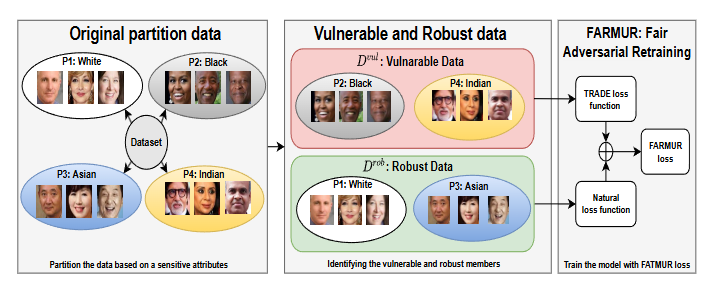 Original partition data
P1: White
P2: Black
Dataset
P3: Asian
P4: Indian
Partition the data based on a sensitive attributes
Vulnerable and Robust data
D^vul : Vulnarable Data
P2: Black
P4: Indian
D^rob : Robust Data
P1: White
P3: Asian
Identifying the vulnerable and robust members
FARMUR: Fair
Adversarial Retraining
TRADE loss
function
FARMUR
loss
Natural
loss function
Train the model with FATMUR loss